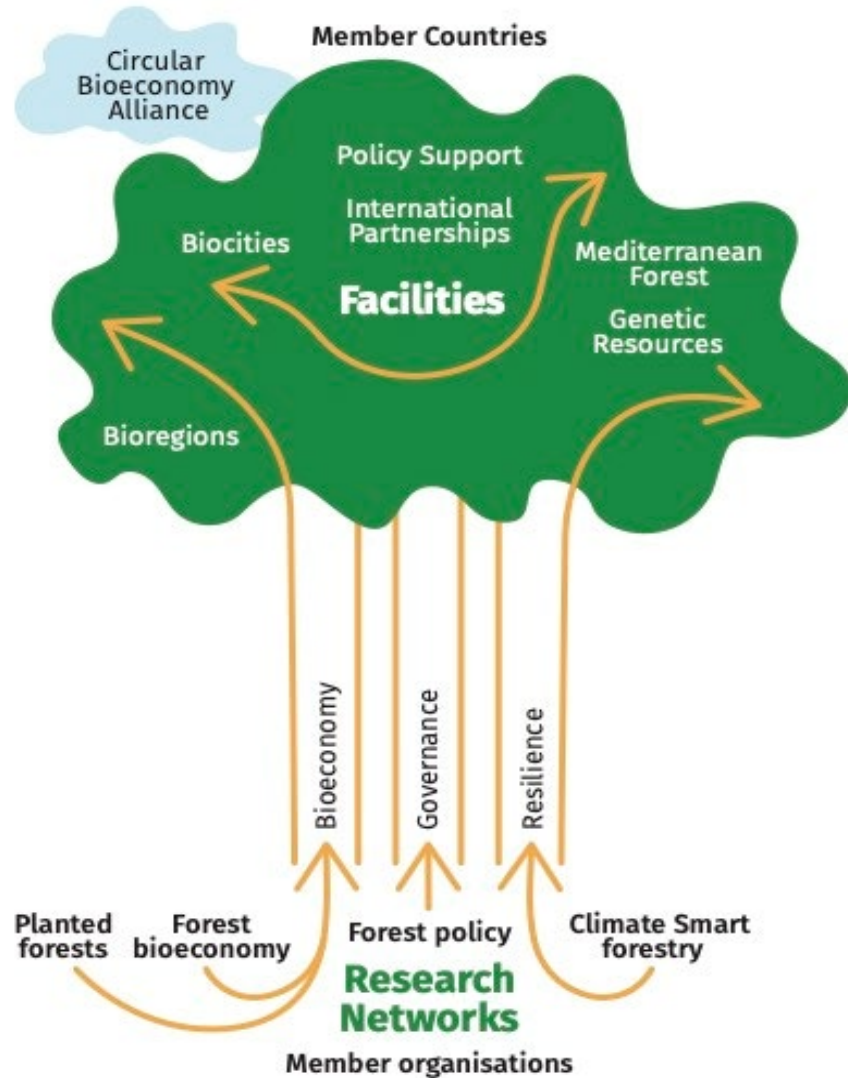 Member Countries
Circular
Bioeconomy
Alliance
Policy Support
International
Partnerships
Biocities
Facilities
Mediterranean
Forest
Genetic
Resources
Bioregions
Bioeconomy
Governance
Resilience
Planted
forests
Forest
bioeconomy
Forest policy
Climate Smart
forestry
Research
Networks
Member organisations